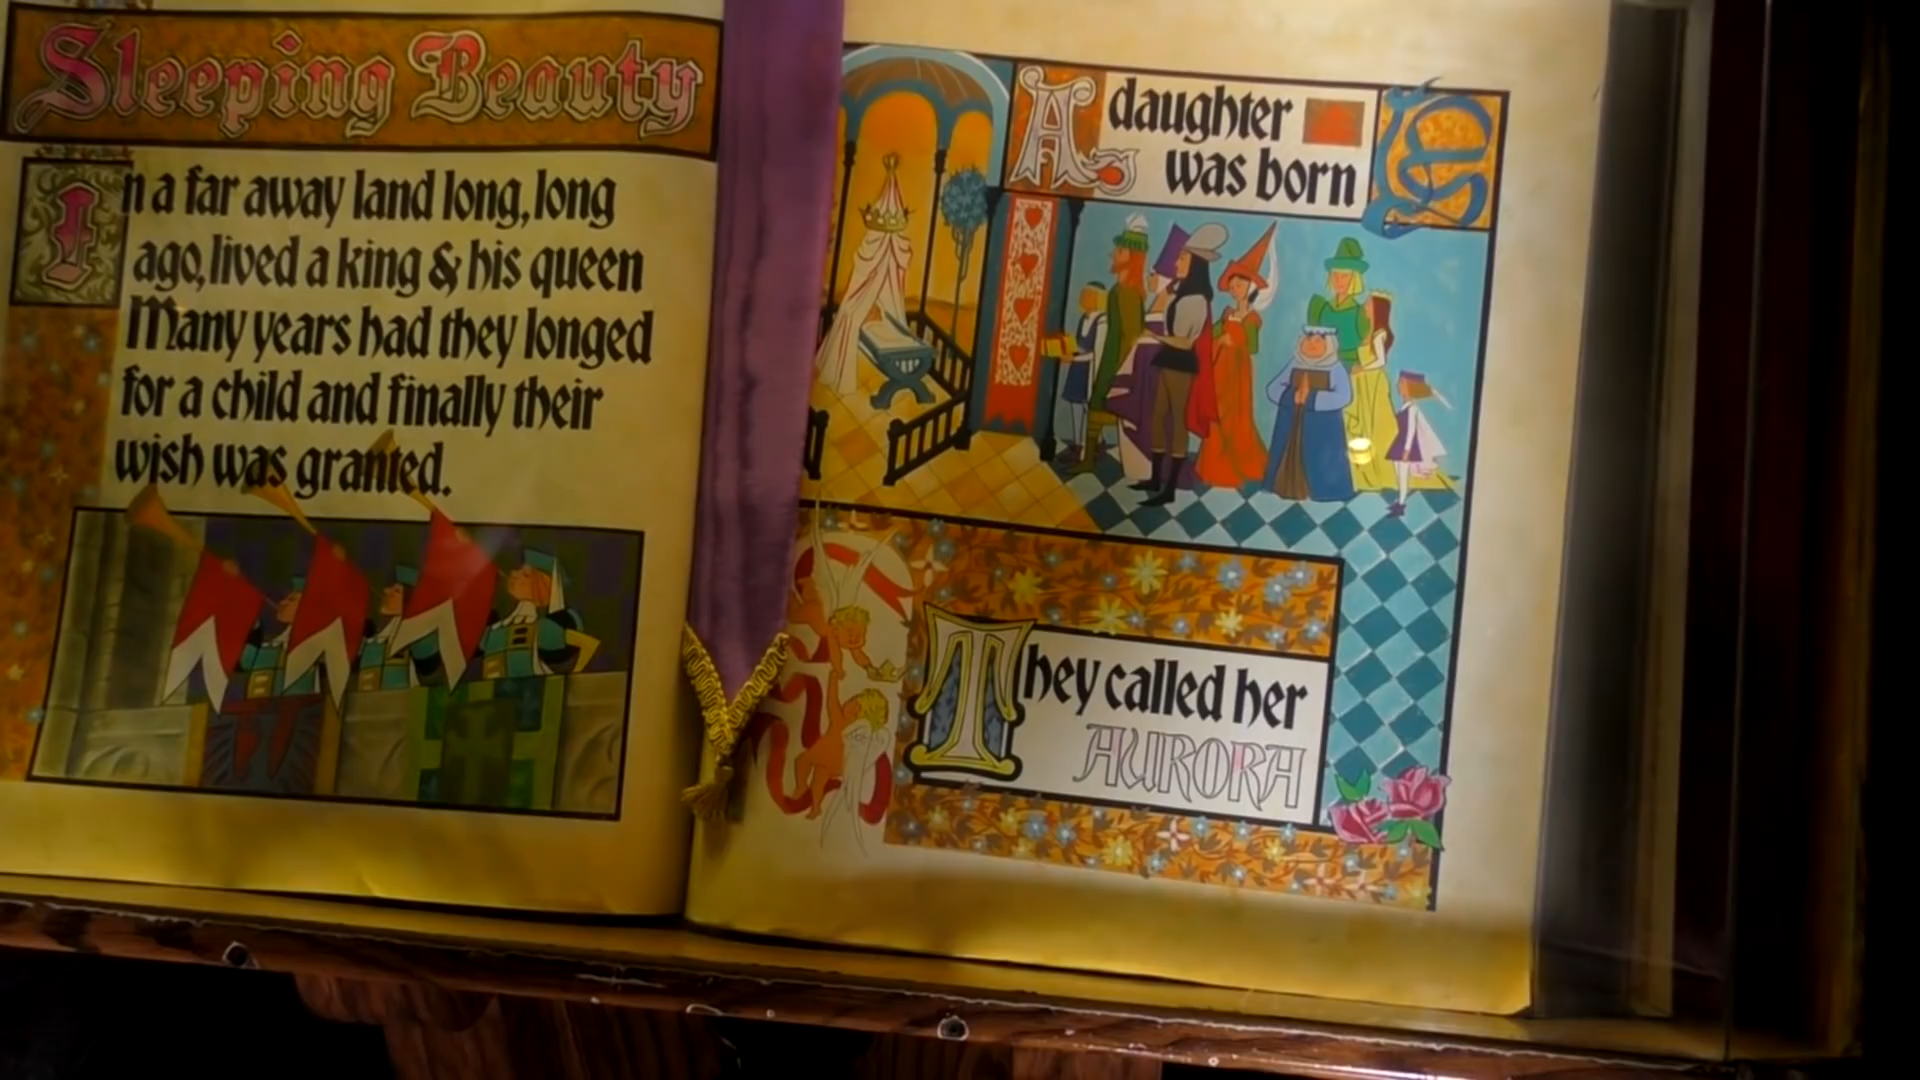 Sleeping Beauty
In a far away land long, long
ago, lived a king & his queen
Many years had they longed
for a child and finally their
wish was granted.
A daughter
was born
They called her
AURORA